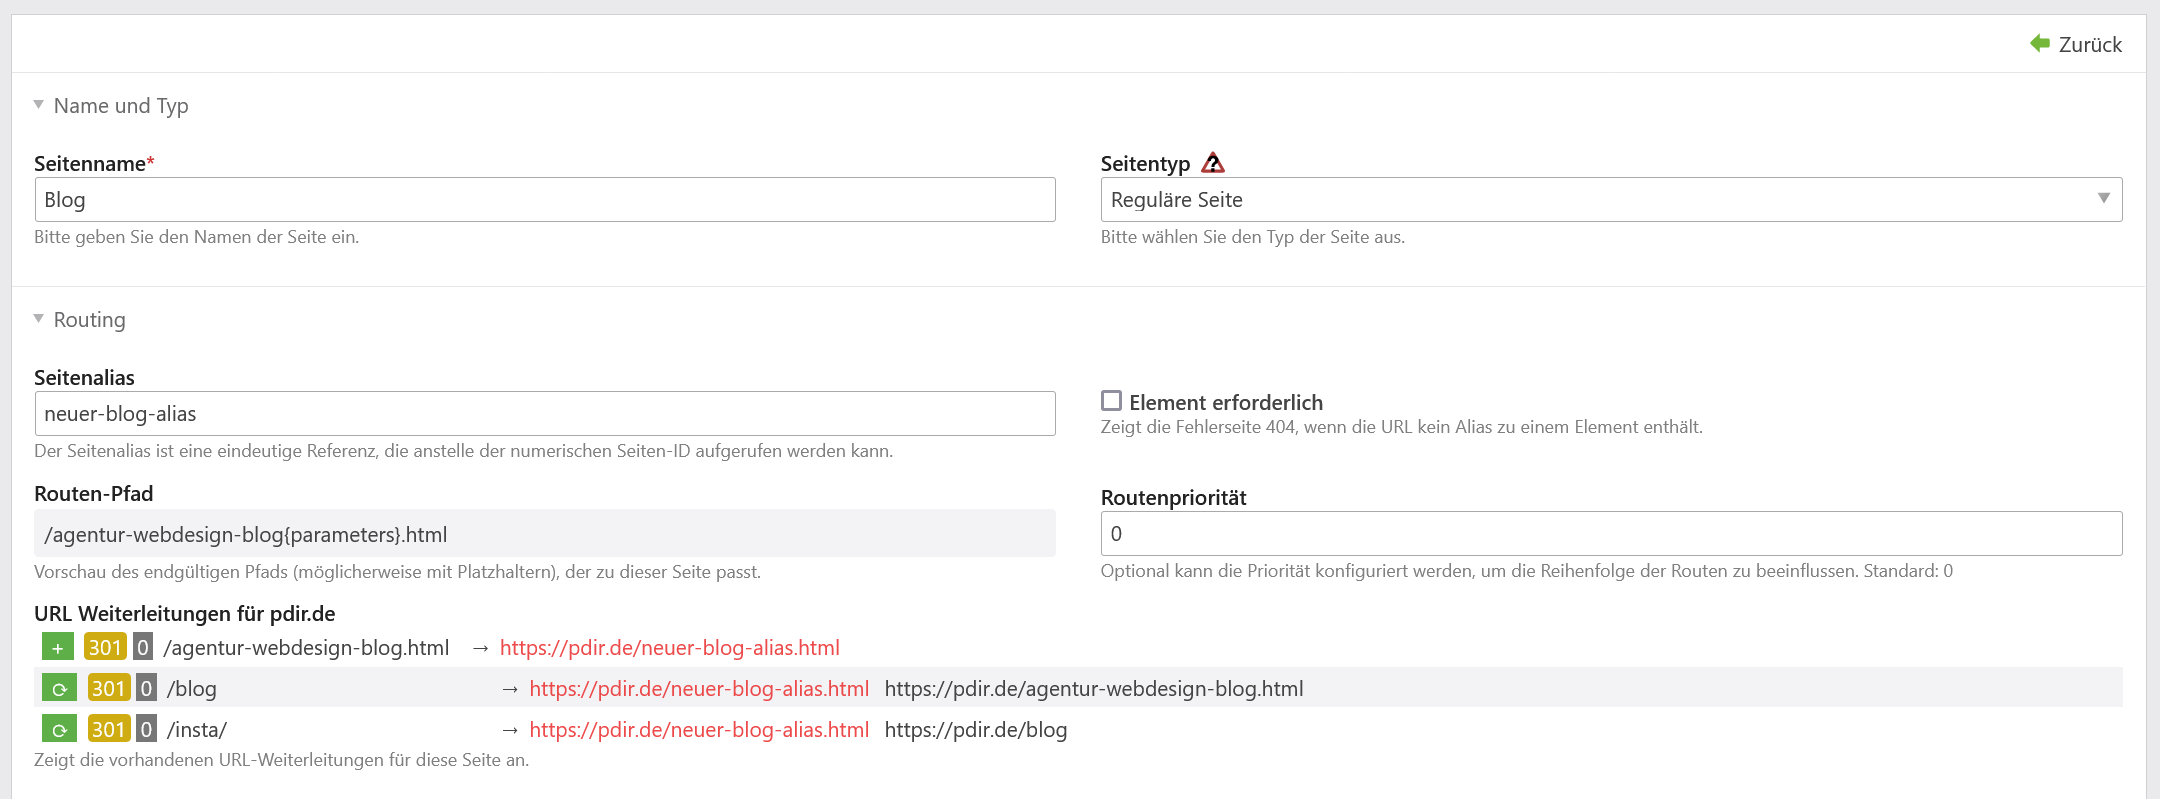 Zurück
Name und Typ
Seitenname*
Blog
Bitte geben Sie den Namen der Seite ein.
Seitentyp
Reguläre Seite
Bitte wählen Sie den Typ der Seite aus.
Routing
Seitenalias
neuer-blog-alias
Der Seitenalias ist eine eindeutige Referenz, die anstelle der numerischen Seiten-ID aufgerufen werden kann.
Element erforderlich
Zeigt die Fehlerseite 404, wenn die URL kein Alias zu einem Element enthält.
Routen-Pfad
/agentur-webdesign-blog{parameters}.html
Vorschau des endgültigen Pfads (möglicherweise mit Platzhaltern), der zu dieser Seite passt.
Routenpriorität
0
Optional kann die Priorität konfiguriert werden, um die Reihenfolge der Routen zu beeinflussen. Standard: 0
URL Weiterleitungen für pdir.de
+ 301 0 /agentur-webdesign-blog.html → https://pdir.de/neuer-blog-alias.html
⟳ 301 0 /blog → https://pdir.de/neuer-blog-alias.html https://pdir.de/agentur-webdesign-blog.html
⟳ 301 0 /insta/ → https://pdir.de/neuer-blog-alias.html https://pdir.de/blog
Zeigt die vorhandenen URL-Weiterleitungen für diese Seite an.